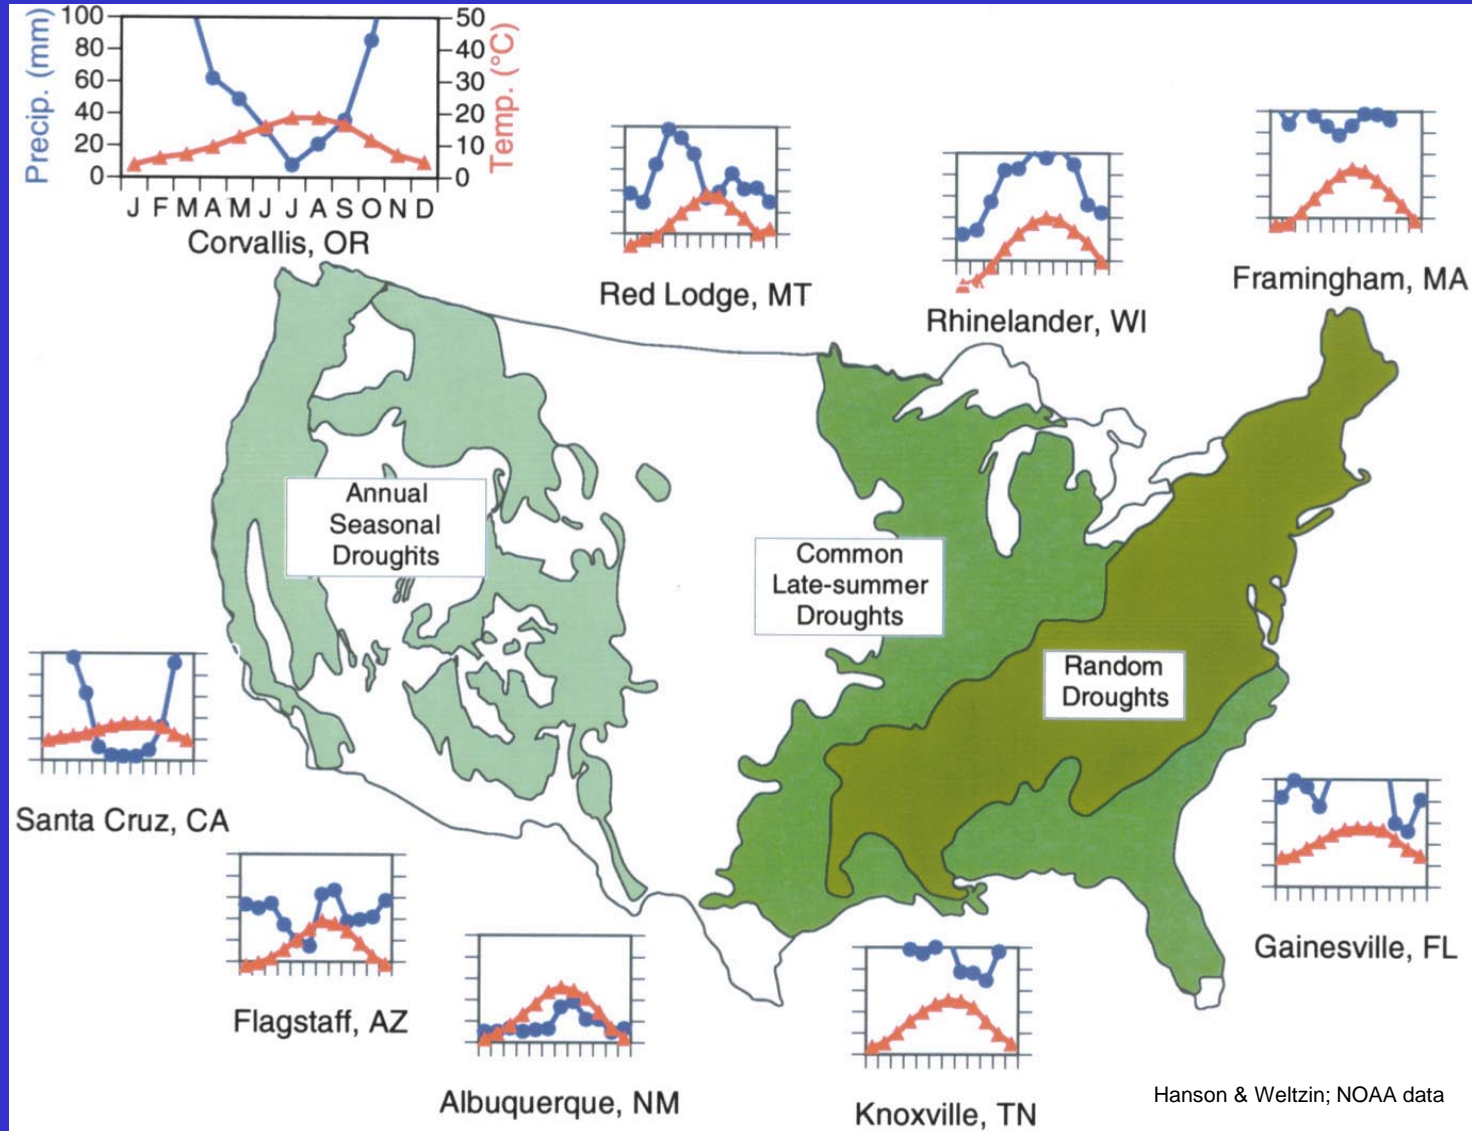 Precip. (mm)
100
80
60
40
20
0
50
40
30
20
10
0
Temp. (°C)
J F M A M J J A S O N D
Corvallis, OR
Red Lodge, MT
Rhinelander, WI
Framingham, MA
Annual
Seasonal
Droughts
Common
Late-summer
Droughts
Random
Droughts
Santa Cruz, CA
Flagstaff, AZ
Albuquerque, NM
Knoxville, TN
Gainesville, FL
Hanson & Weltzin; NOAA data